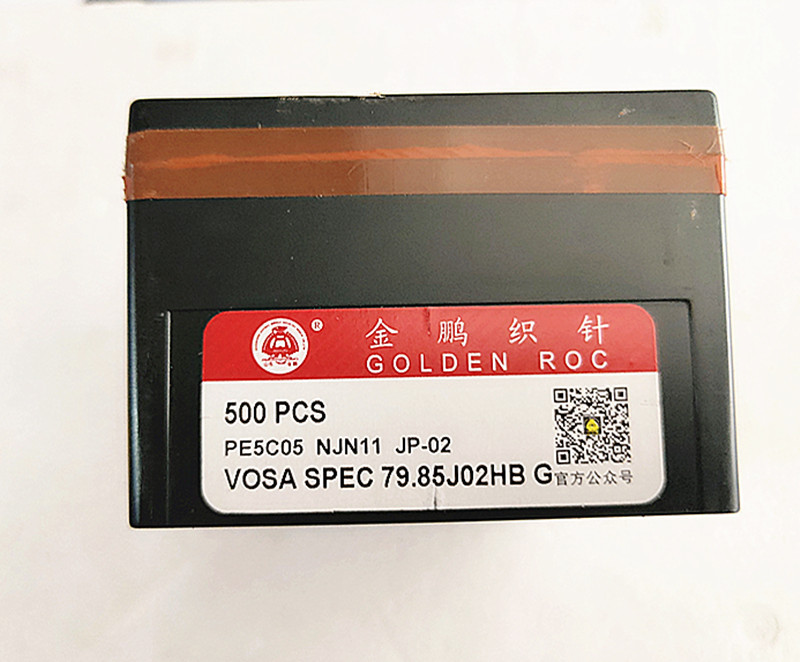 ®
金鹏织针
GOLDEN ROC
500 PCS
PE5C05 NJN11 JP-02
VOSA SPEC 79.85J02HB G
官方公众号